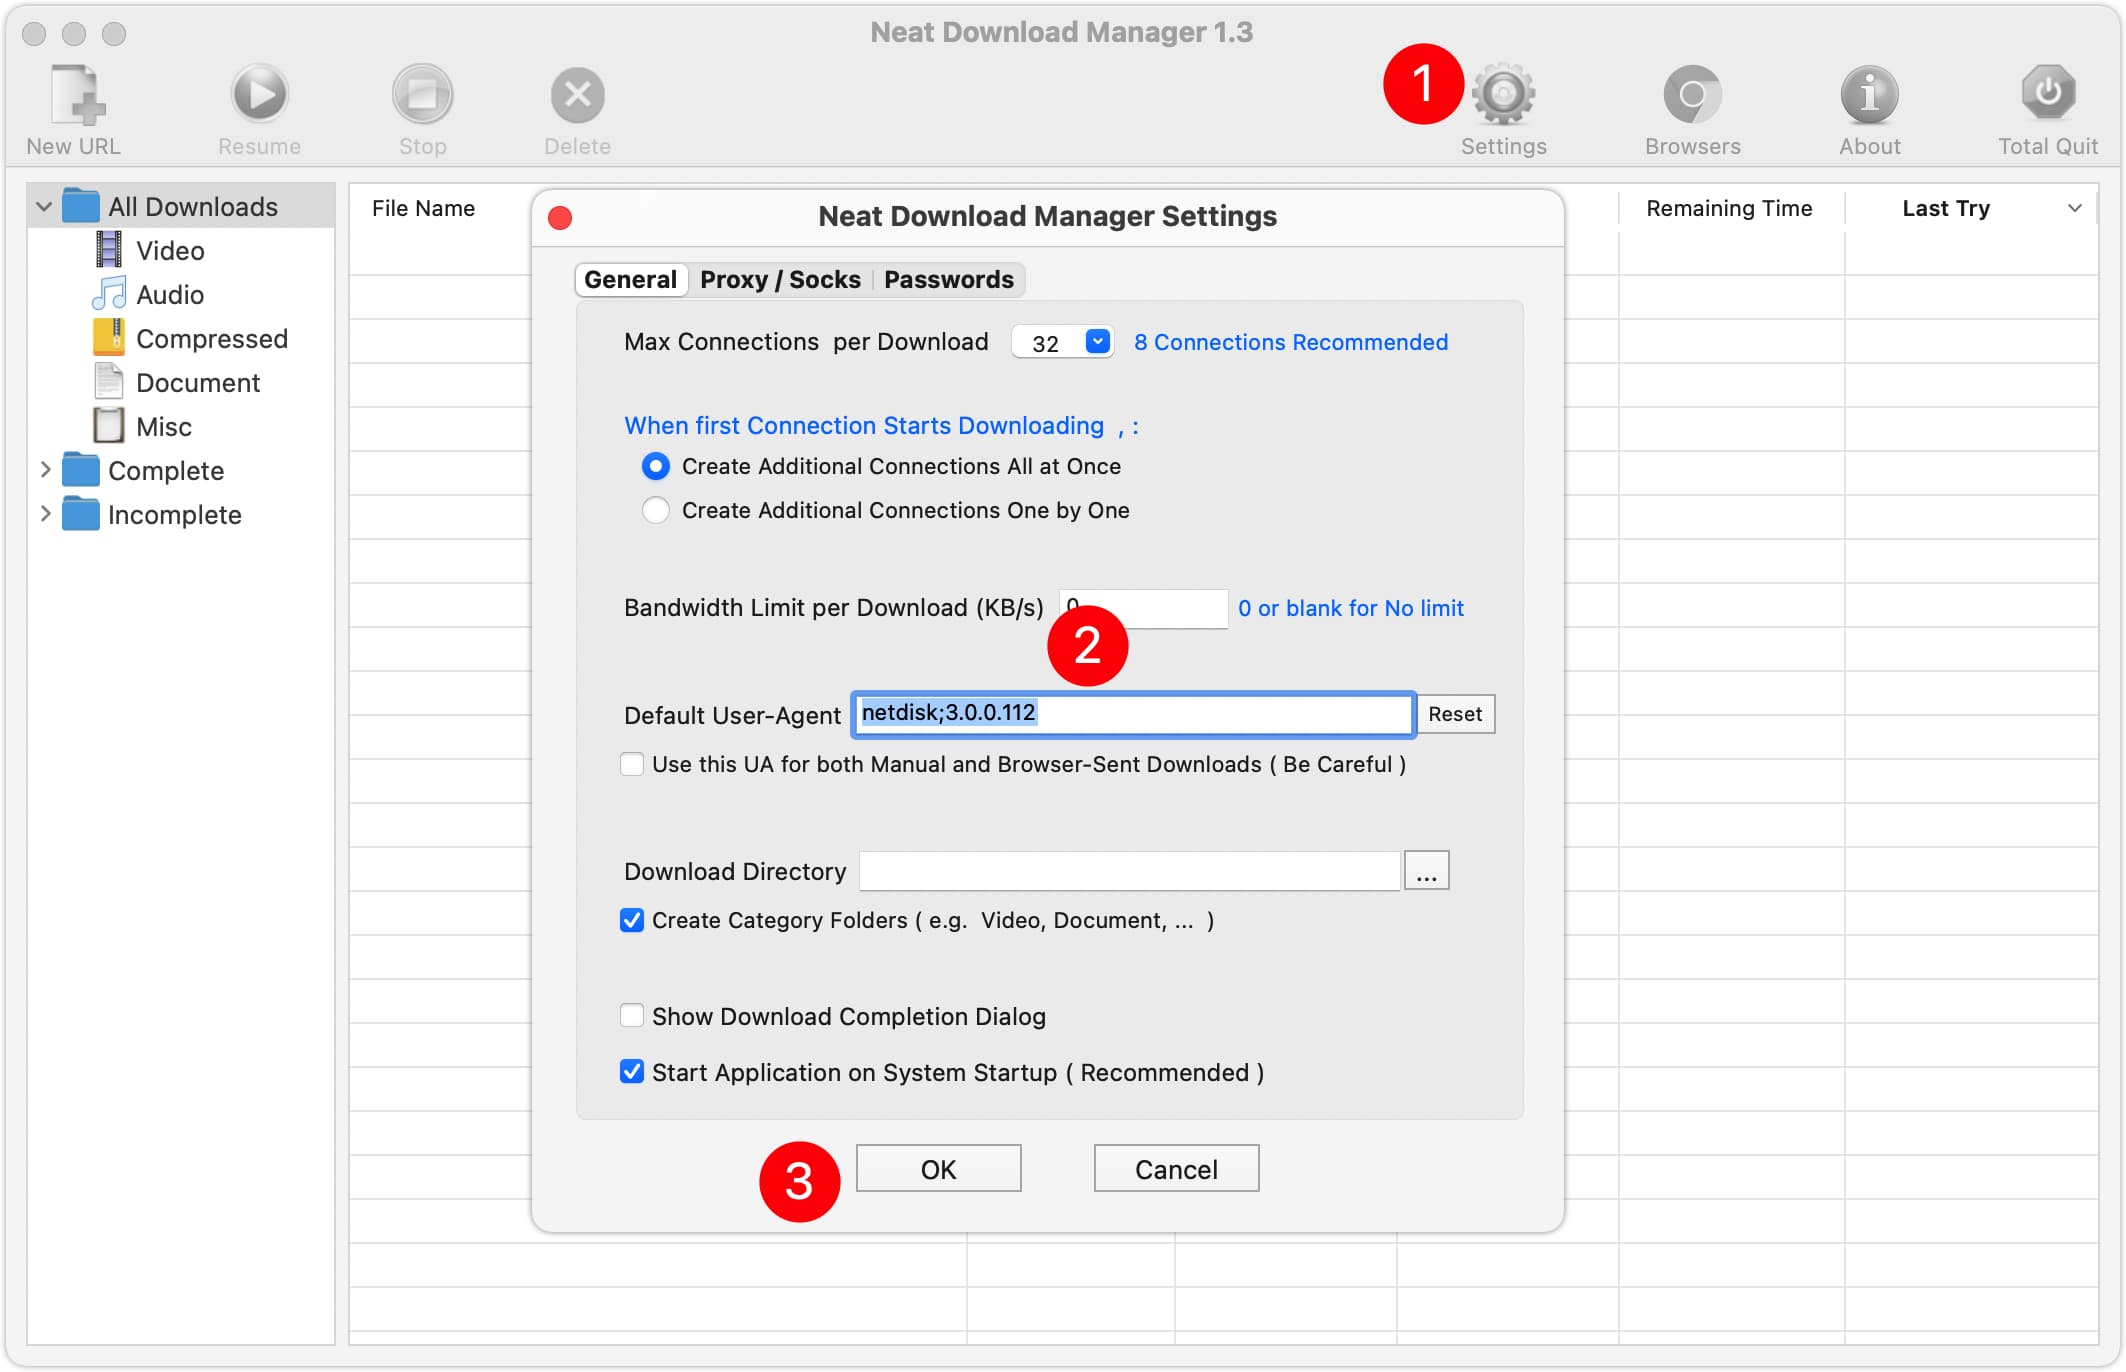 Neat Download Manager 1.3
1
New URL
Resume
Stop
Delete
Settings
Browsers
About
Total Quit
All Downloads
Video
Audio
Compressed
Document
Misc
Complete
Incomplete
File Name
Remaining Time
Last Try
Neat Download Manager Settings
General
Proxy / Socks
Passwords
Max Connections per Download
32
8 Connections Recommended
When first Connection Starts Downloading , :
Create Additional Connections All at Once
Create Additional Connections One by One
Bandwidth Limit per Download (KB/s)
0
0 or blank for No limit
2
Default User-Agent
netdisk;3.0.0.112
Reset
Use this UA for both Manual and Browser-Sent Downloads ( Be Careful )
Download Directory
...
Create Category Folders ( e.g. Video, Document, ... )
Show Download Completion Dialog
Start Application on System Startup ( Recommended )
3
OK
Cancel